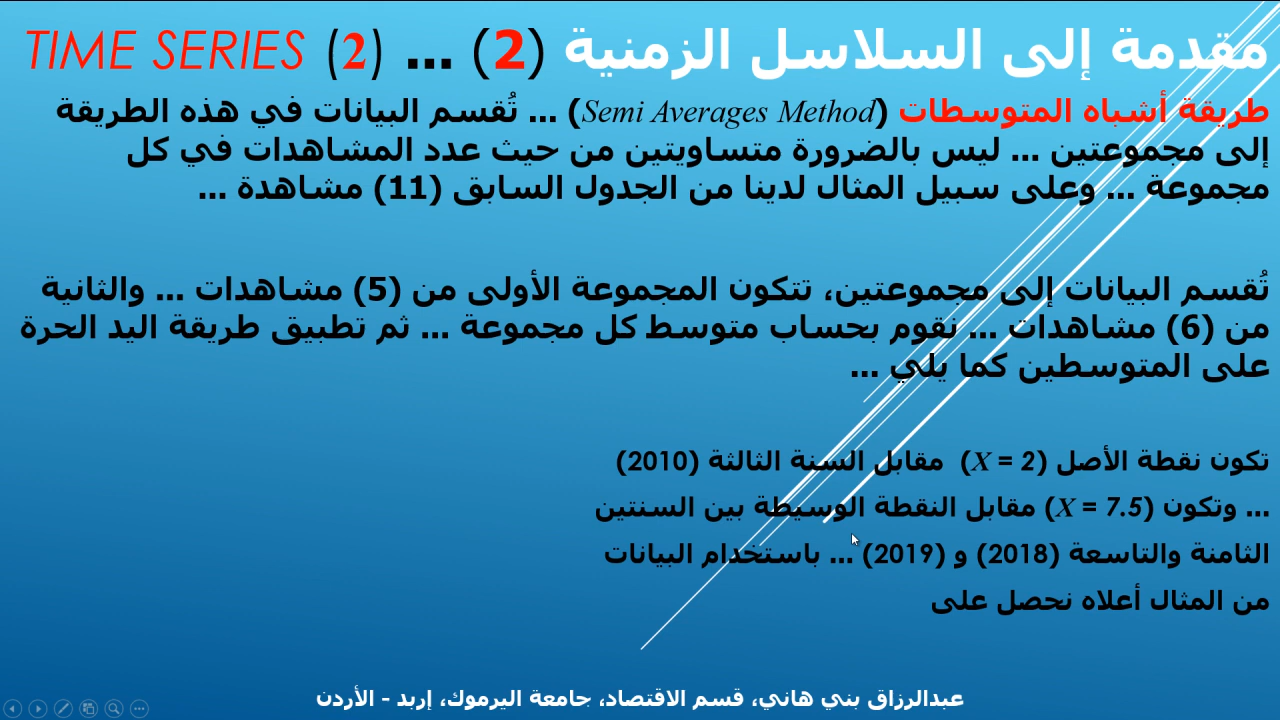 مقدمة إلى السلاسل الزمنية (2) ... TIME SERIES (2)
طريقة أشباه المتوسطات (Semi Averages Method) ... تُقسم البيانات في هذه الطريقة
إلى مجموعتين ... ليس بالضرورة متساويتين من حيث عدد المشاهدات في كل
مجموعة ... وعلى سبيل المثال لدينا من الجدول السابق (11) مشاهدة ...
تُقسم البيانات إلى مجموعتين، تتكون المجموعة الأولى من (5) مشاهدات ... والثانية
من (6) مشاهدات ... نقوم بحساب متوسط كل مجموعة ... ثم تطبيق طريقة اليد الحرة
على المتوسطين كما يلي ...
تكون نقطة الأصل (X = 2) مقابل السنة الثالثة (2010)
... وتكون (X = 7.5) مقابل النقطة الوسيطة بين السنتين
الثامنة والتاسعة (2018) و (2019) ... باستخدام البيانات
من المثال أعلاه نحصل على
عبدالرزاق بني هاني، قسم الاقتصاد، جامعة اليرموك، إربد - الأردن